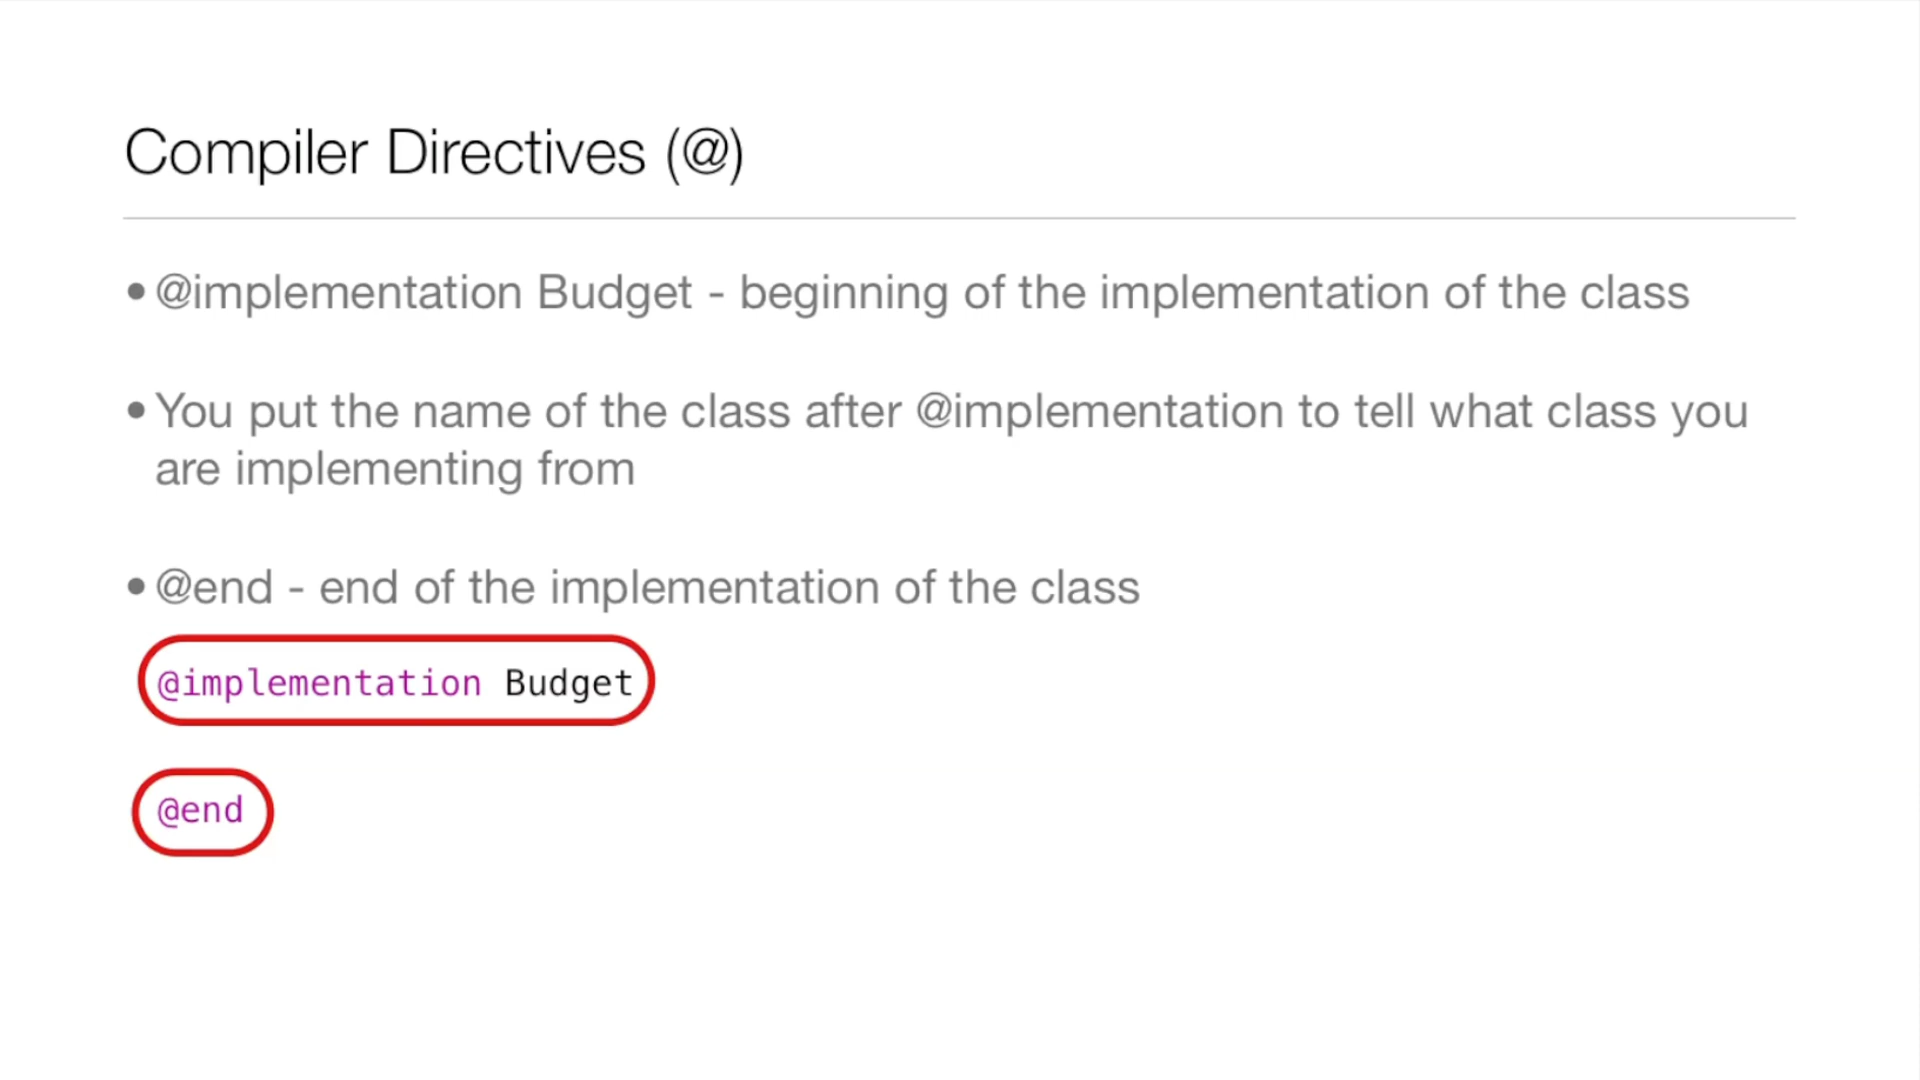 Compiler Directives (@)
• @implementation Budget - beginning of the implementation of the class
• You put the name of the class after @implementation to tell what class you
are implementing from
• @end - end of the implementation of the class
@implementation Budget
@end